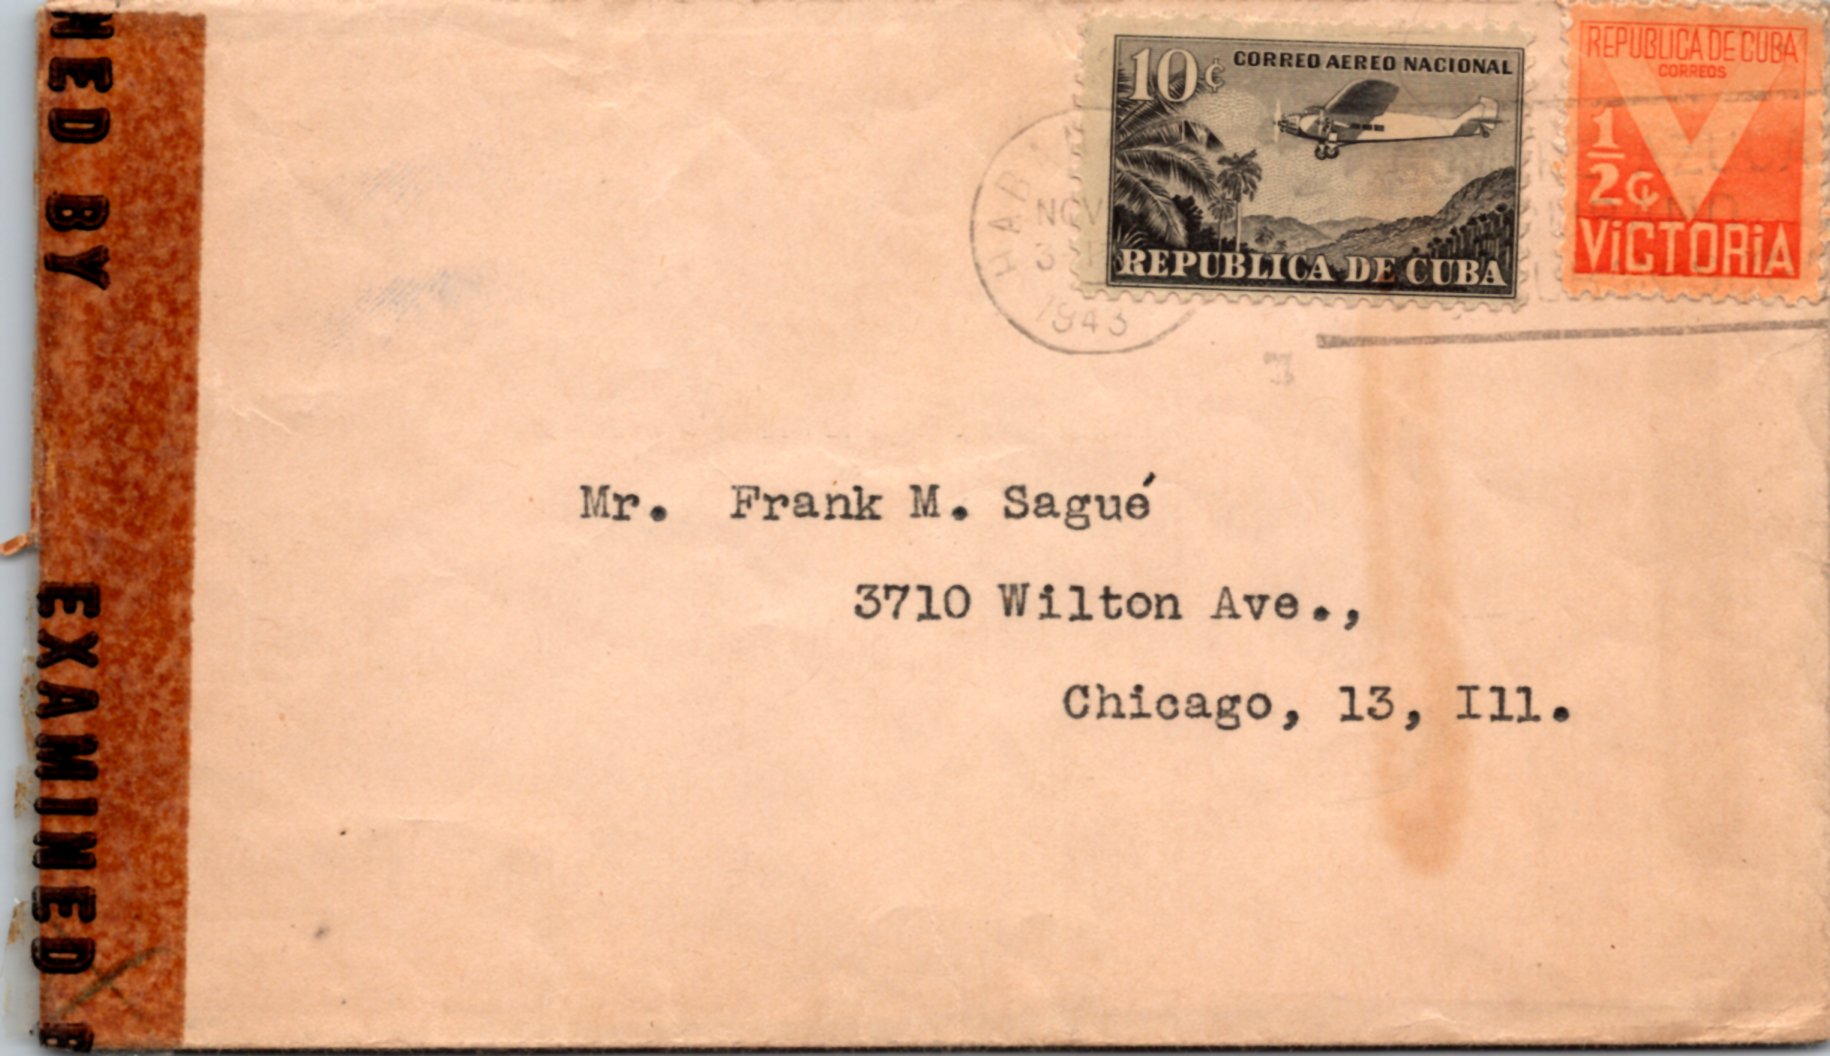 NED BY
EXAMINED
10¢ CORREO AEREO NACIONAL
REPUBLICA DE CUBA
REPUBLICA DE CUBA
CORREOS
1/2¢
VICTORIA
NOV
3
1943
Mr. Frank M. Sagué
3710 Wilton Ave.,
Chicago, 13, Ill.